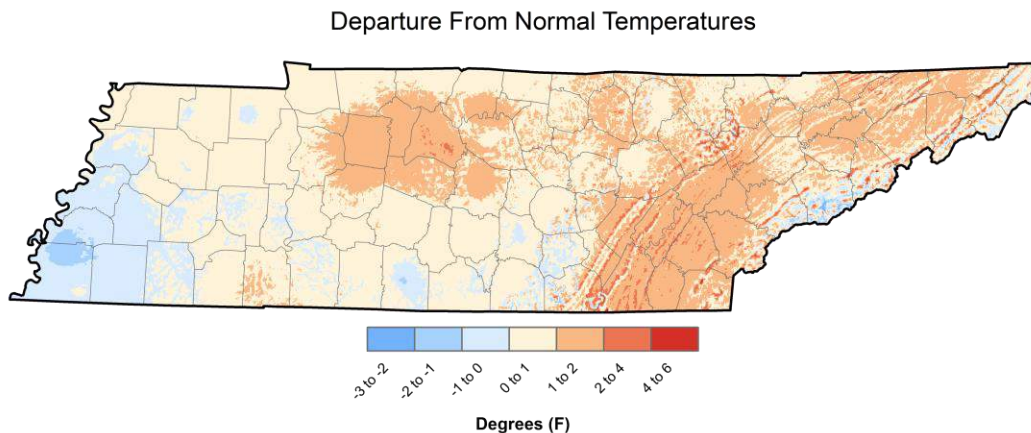 Departure From Normal Temperatures
-3 to -2
-2 to -1
-1 to 0
0 to 1
1 to 2
2 to 4
4 to 6
Degrees (F)